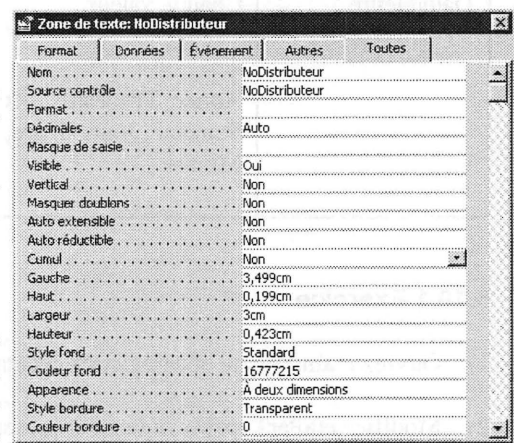 Zone de texte: NoDistributeur
Format Données Événement Autres Toutes
Nom . . . . . . . . . . . . . . . . . . . . . . NoDistributeur
Source contrôle . . . . . . . . . . . . . . NoDistributeur
Format . . . . . . . . . . . . . . . . . . . .
Décimales . . . . . . . . . . . . . . . . . . Auto
Masque de saisie . . . . . . . . . . . . .
Visible . . . . . . . . . . . . . . . . . . . . . Oui
Vertical . . . . . . . . . . . . . . . . . . . . Non
Masquer doublons . . . . . . . . . . . . Non
Auto extensible . . . . . . . . . . . . . . Non
Auto réductible . . . . . . . . . . . . . . Non
Cumul . . . . . . . . . . . . . . . . . . . . . Non
Gauche . . . . . . . . . . . . . . . . . . . . 3,499cm
Haut . . . . . . . . . . . . . . . . . . . . . . 0,199cm
Largeur . . . . . . . . . . . . . . . . . . . . 3cm
Hauteur . . . . . . . . . . . . . . . . . . . 0,423cm
Style fond . . . . . . . . . . . . . . . . . . Standard
Couleur fond . . . . . . . . . . . . . . . . 16777215
Apparence . . . . . . . . . . . . . . . . . À deux dimensions
Style bordure . . . . . . . . . . . . . . . Transparent
Couleur bordure . . . . . . . . . . . . . 0